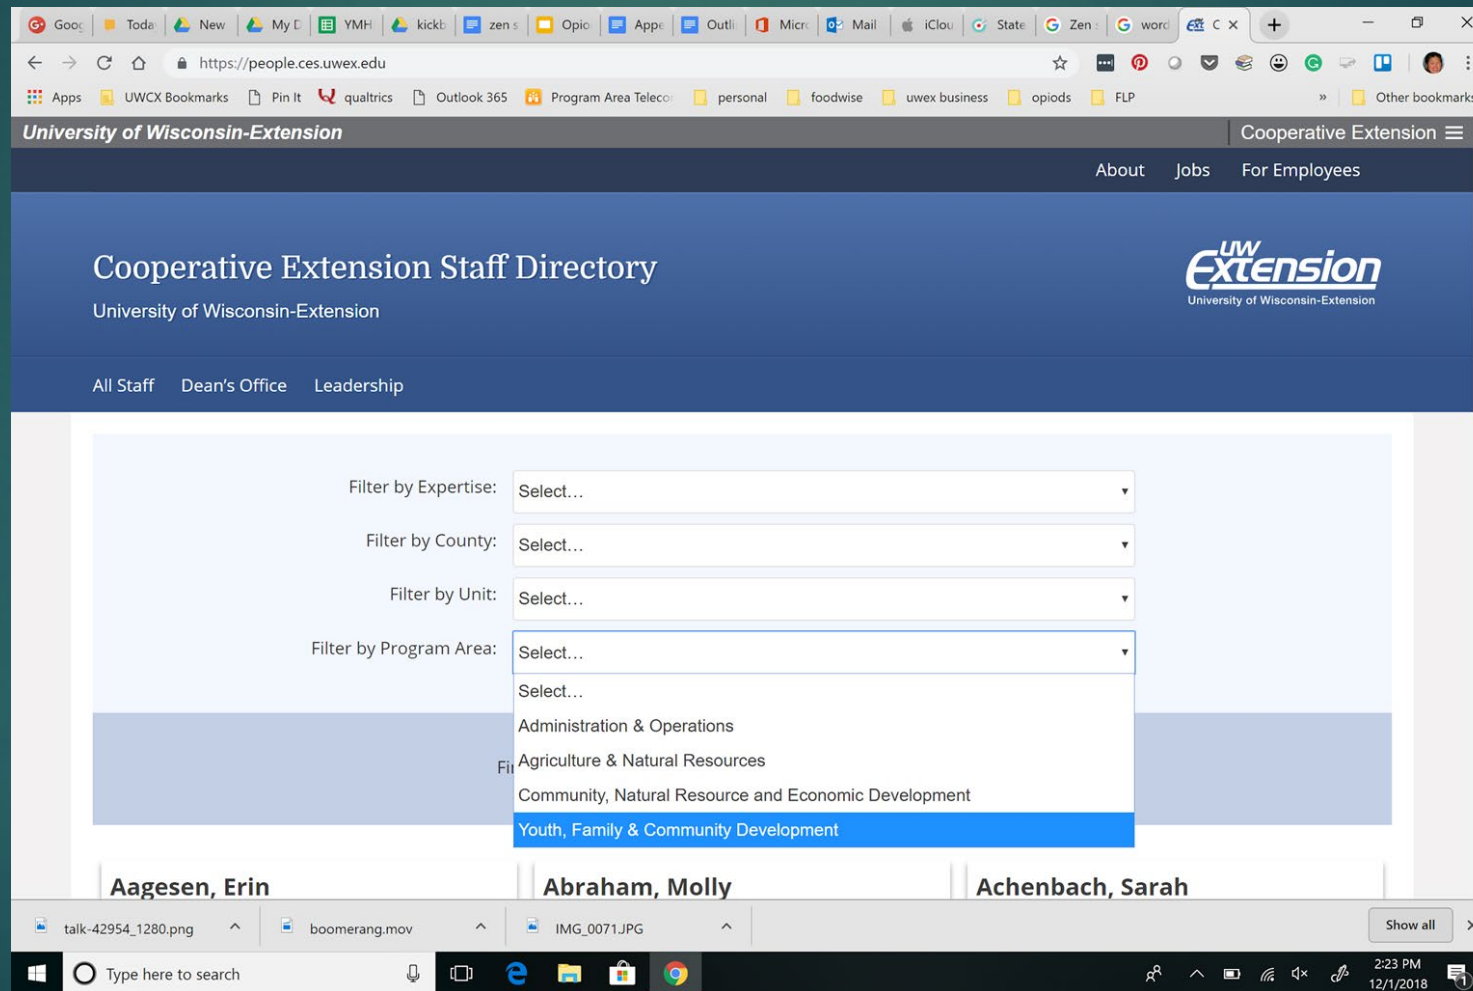 Goog Toda New My D YMH kickb zen s Opio Appe Outli Micro Mail iClou State Zen s word C
https://people.ces.uwex.edu
Apps UWCX Bookmarks Pin It qualtrics Outlook 365 Program Area Teleco personal foodwise uwex business opiods FLP » Other bookmarks
University of Wisconsin-Extension Cooperative Extension
About Jobs For Employees
Cooperative Extension Staff Directory
University of Wisconsin-Extension
UW
Extension
University of Wisconsin-Extension
All Staff Dean's Office Leadership
Filter by Expertise: Select...
Filter by County: Select...
Filter by Unit: Select...
Filter by Program Area: Select...
Select...
Administration & Operations
Agriculture & Natural Resources
Community, Natural Resource and Economic Development
Youth, Family & Community Development
Aagesen, Erin Abraham, Molly Achenbach, Sarah
talk-42954_1280.png boomerang.mov IMG_0071.JPG Show all
Type here to search
2:23 PM
12/1/2018